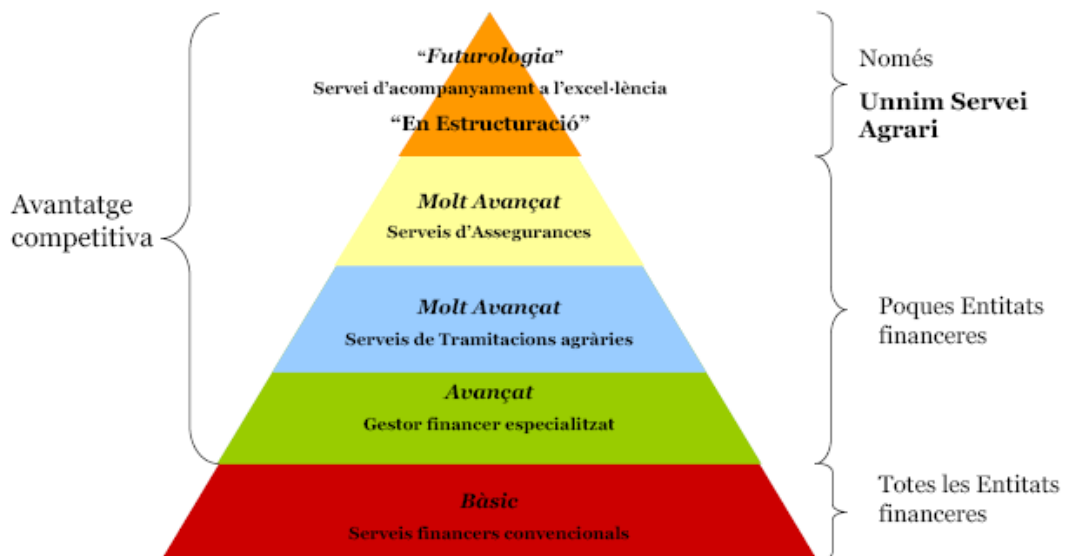 “Futurologia”
Servei d’acompanyament a l’excel·lència
“En Estructuració”
Només
Unnim Servei
Agrari
Avantatge
competitiva
Molt Avançat
Serveis d’Assegurances
Molt Avançat
Serveis de Tramitacions agràries
Poques Entitats
financeres
Avançat
Gestor financer especialitzat
Bàsic
Serveis financers convencionals
Totes les Entitats
financeres